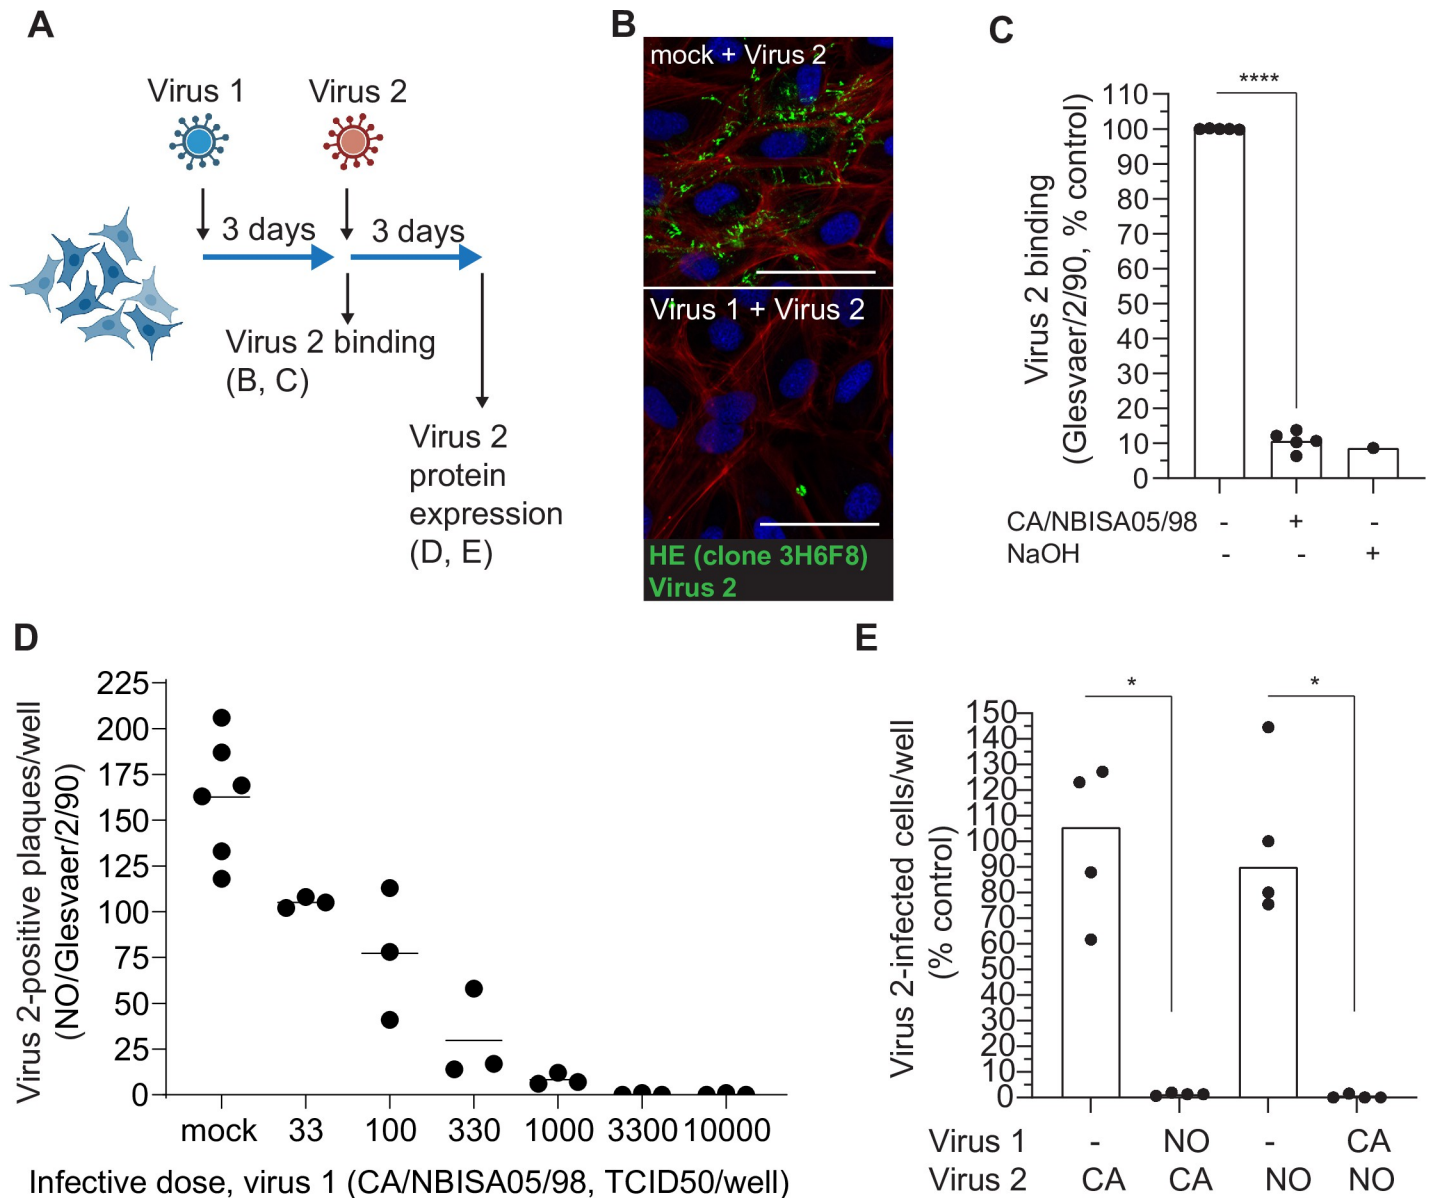 A
Virus 1
Virus 2
3 days
3 days
Virus 2 binding
(B, C)
Virus 2
protein
expression
(D, E)
B
mock + Virus 2
Virus 1 + Virus 2
HE (clone 3H6F8)
Virus 2
C
Virus 2 binding
(Glesvaer/2/90, % control)
110
100
90
80
70
60
50
40
30
20
10
0
****
CA/NBISA05/98 - + -
NaOH - - +
D
Virus 2-positive plaques/well
(NO/Glesvaer/2/90)
225
200
175
150
125
100
75
50
25
0
mock 33 100 330 1000 3300 10000
Infective dose, virus 1 (CA/NBISA05/98, TCID50/well)
E
Virus 2-infected cells/well
(% control)
150
140
130
120
110
100
90
80
70
60
50
40
30
20
10
0
* *
Virus 1 - NO - CA
Virus 2 CA CA NO NO